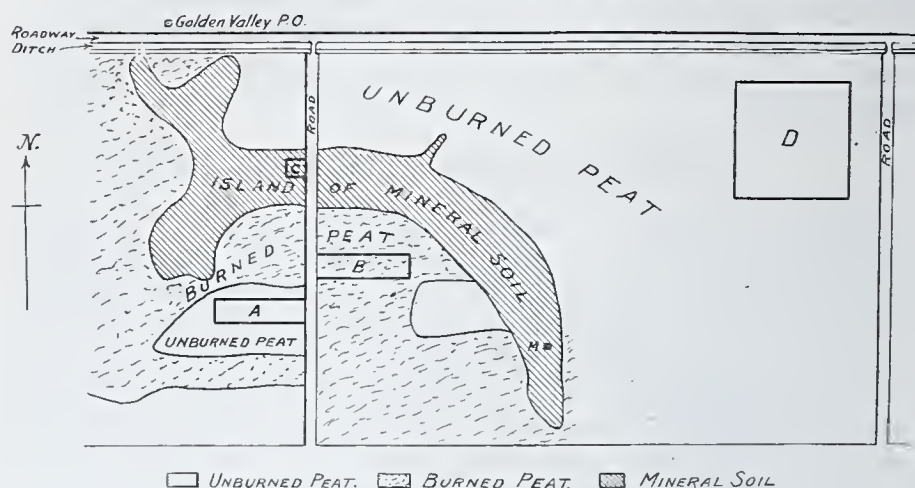 Golden Valley P.O.
ROADWAY
DITCH
N.
UNBURNED PEAT
ROAD
ROAD
D
C
ISLAND OF MINERAL SOIL
BURNED PEAT
B
A
UNBURNED PEAT
M
UNBURNED PEAT. BURNED PEAT. MINERAL SOIL